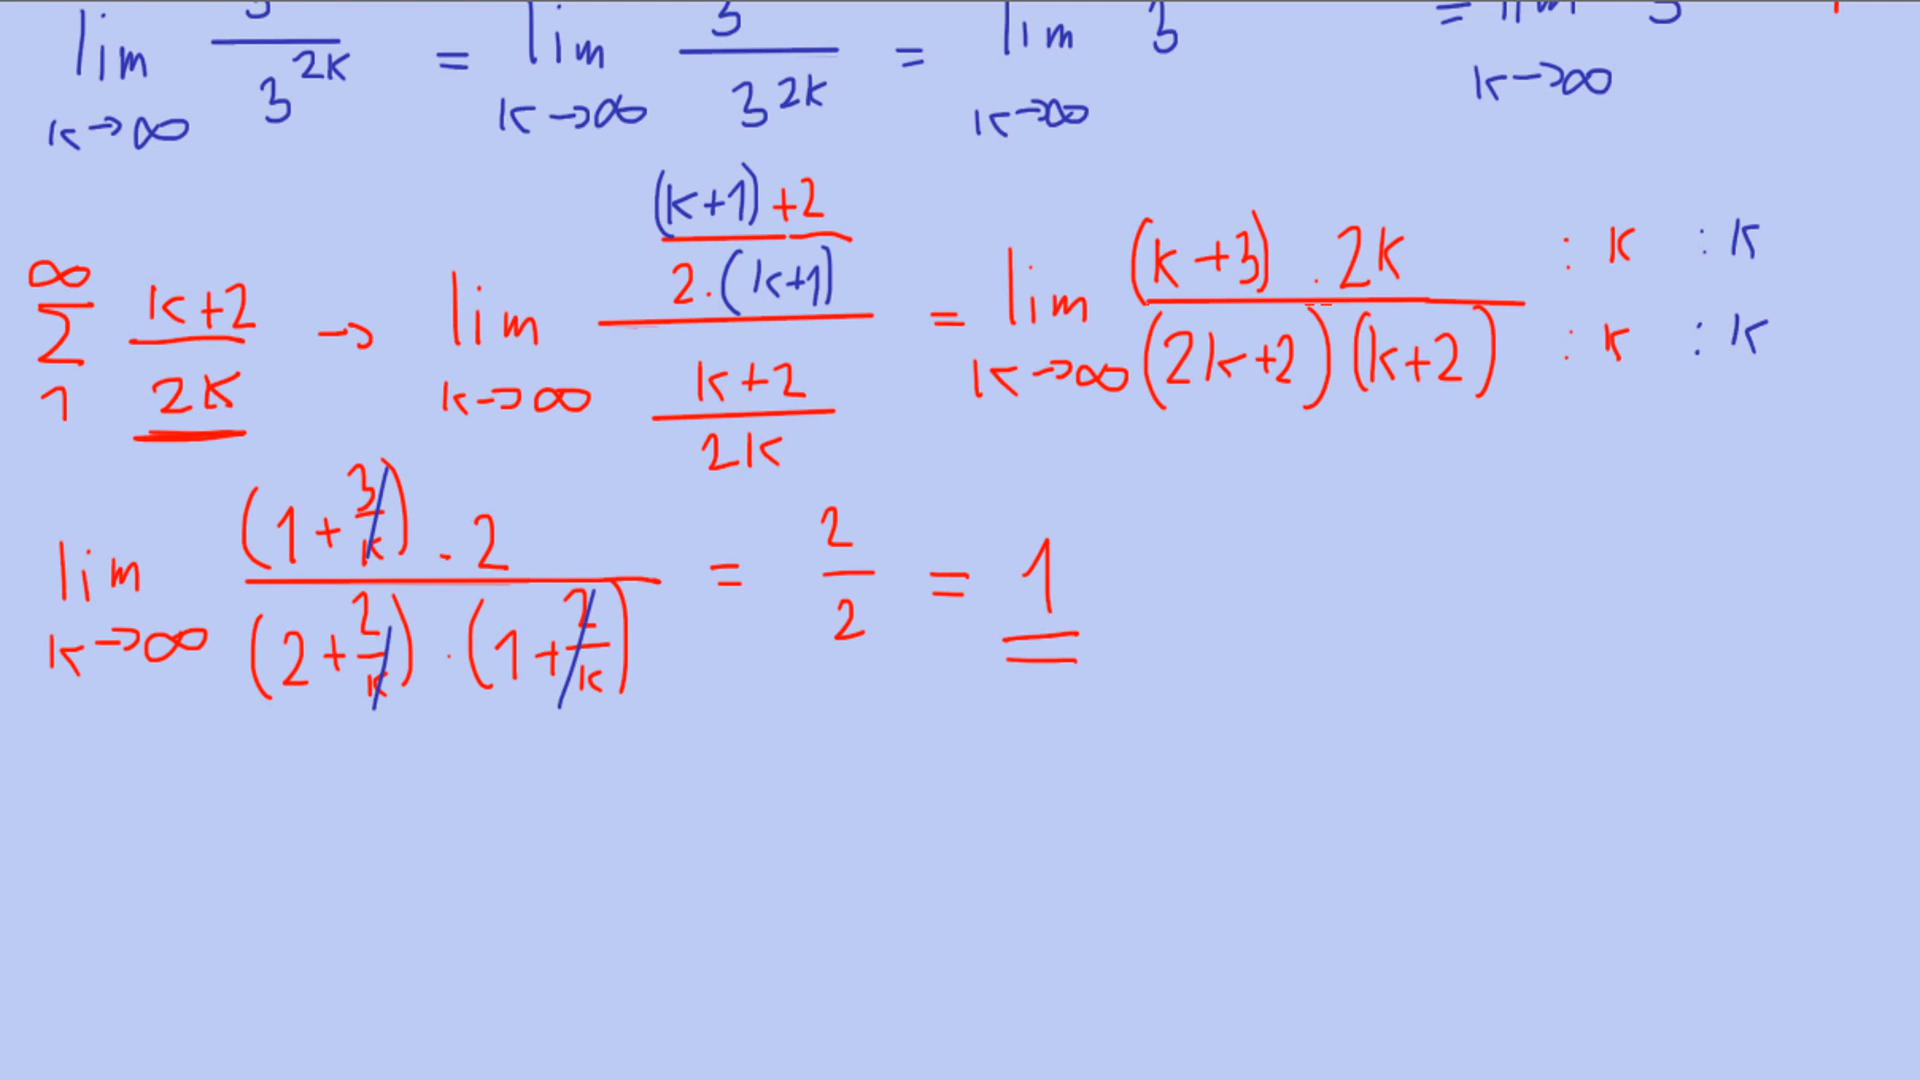 lim k→∞ 3/3^2k = lim k→∞ 3/3^2k = lim k→∞ 3 = lim k→∞ 3
∞ Σ 1 (k+2)/(2k) → lim k→∞ (((k+1)+2)/(2·(k+1)))/((k+2)/(2k)) = lim k→∞ ((k+3)·2k)/((2k+2)(k+2)) :k :k :k :k
lim k→∞ ((1+3/k)·2)/((2+2/k)·(1+2/k)) = 2/2 = 1